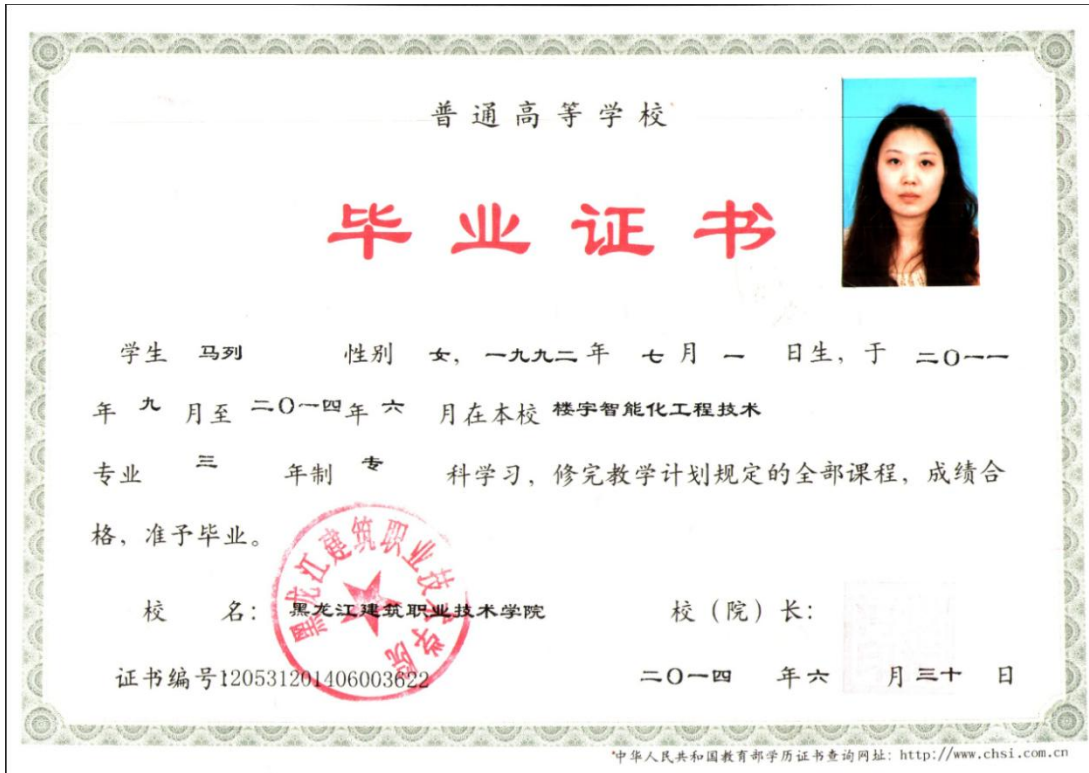 普通高等学校
毕业证书
学生 马列 性别 女，一九九二年 七月 一 日生，于 二〇一一
年 九 月至 二〇一四年 六 月在本校 楼宇智能化工程技术
专业 三 年制 专 科学习，修完教学计划规定的全部课程，成绩合
格，准予毕业。
黑龙江建筑职业技术学院
校 名：黑龙江建筑职业技术学院 校（院）长：
证书编号120531201406003622 二〇一四 年六 月三十 日
中华人民共和国教育部学历证书查询网址：http://www.chsi.com.cn